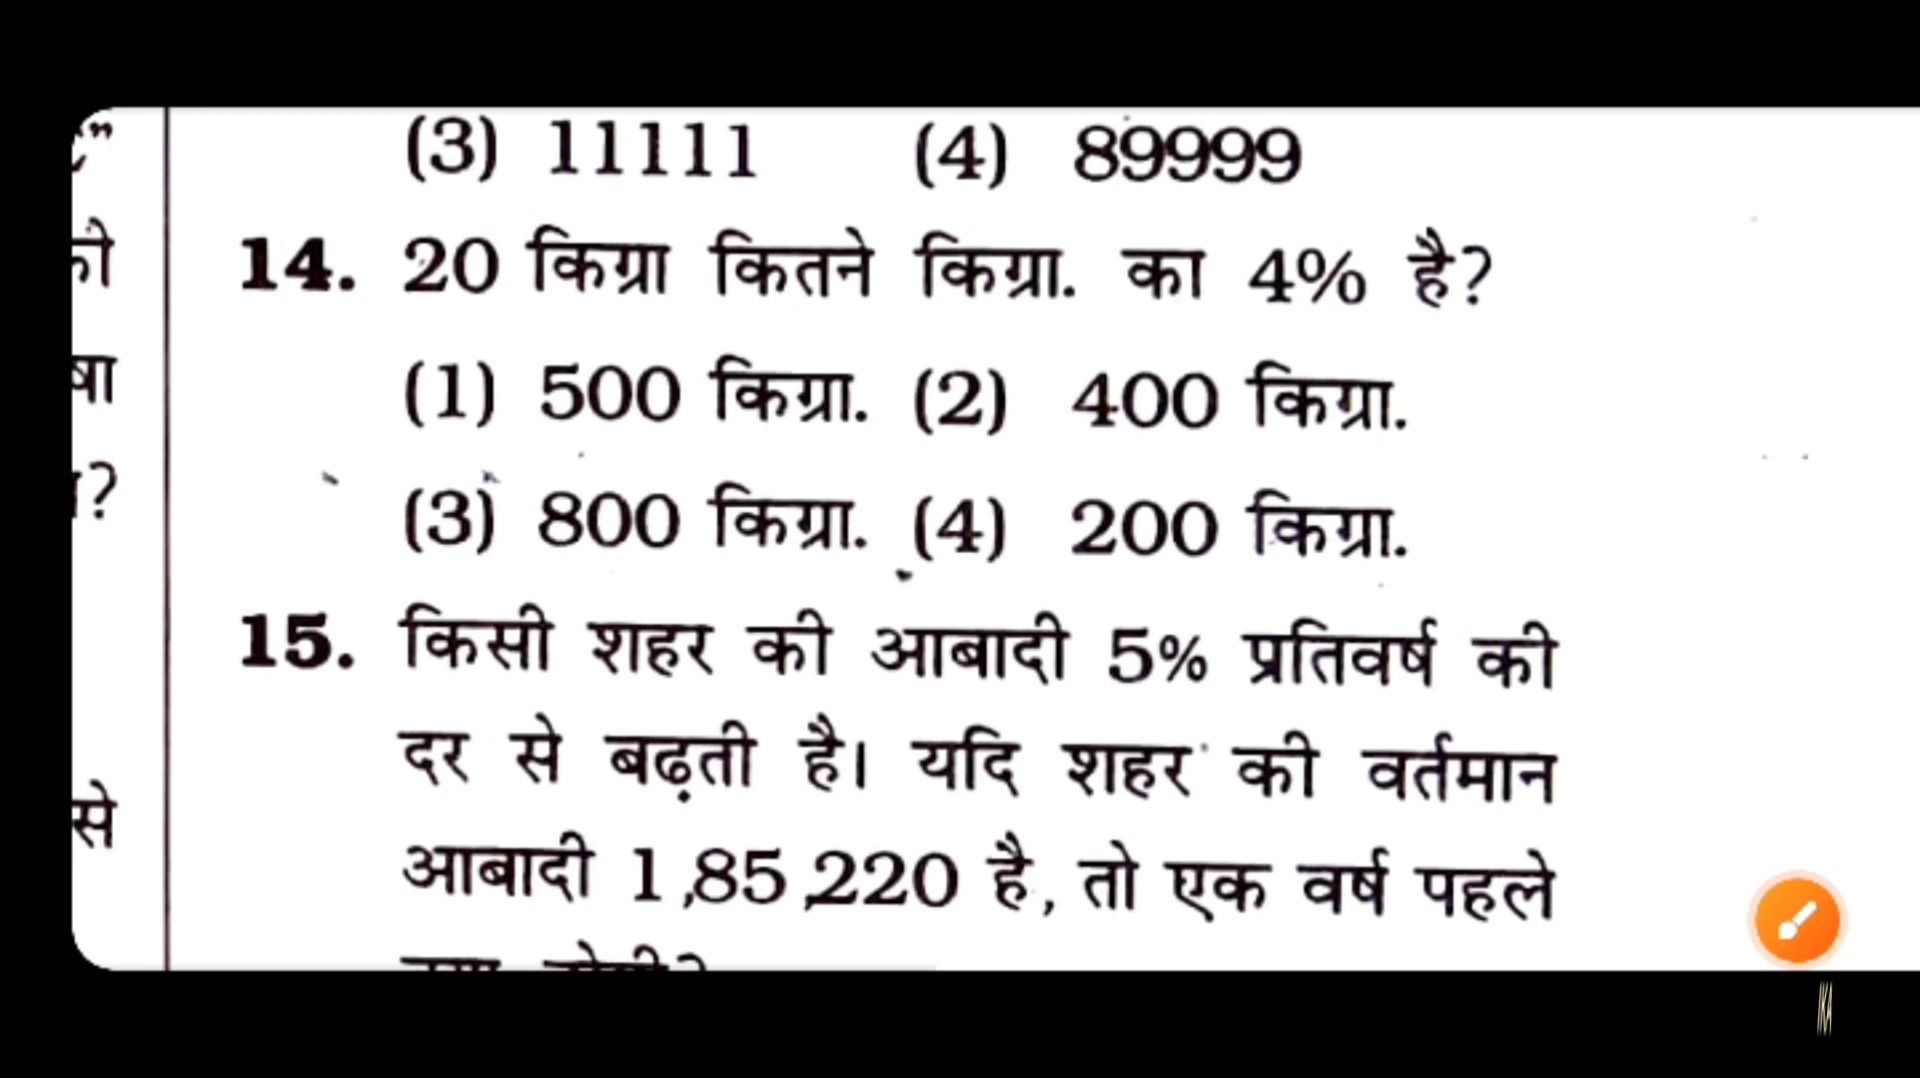 (3) 11111 (4) 89999
की
14. 20 किग्रा कितने किग्रा. का 4% है?
षा
(1) 500 किग्रा. (2) 400 किग्रा.
?
(3) 800 किग्रा. (4) 200 किग्रा.
15. किसी शहर की आबादी 5% प्रतिवर्ष की
दर से बढ़ती है। यदि शहर की वर्तमान
से
आबादी 1,85,220 है, तो एक वर्ष पहले